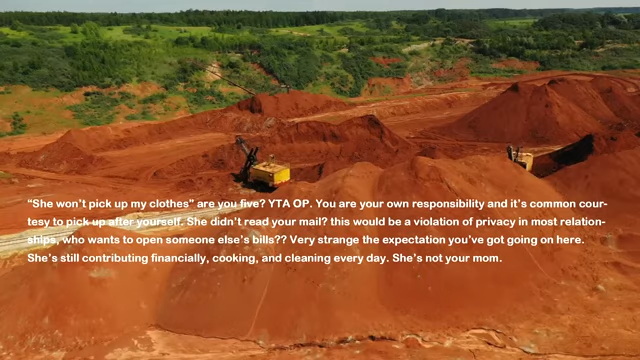 “She won’t pick up my clothes” are you five? YTA OP. You are your own responsibility and it’s common cour-
tesy to pick up after yourself. She didn’t read your mail? this would be a violation of privacy in most relation-
ships, who wants to open someone else’s bills?? Very strange the expectation you’ve got going on here.
She’s still contributing financially, cooking, and cleaning every day. She’s not your mom.